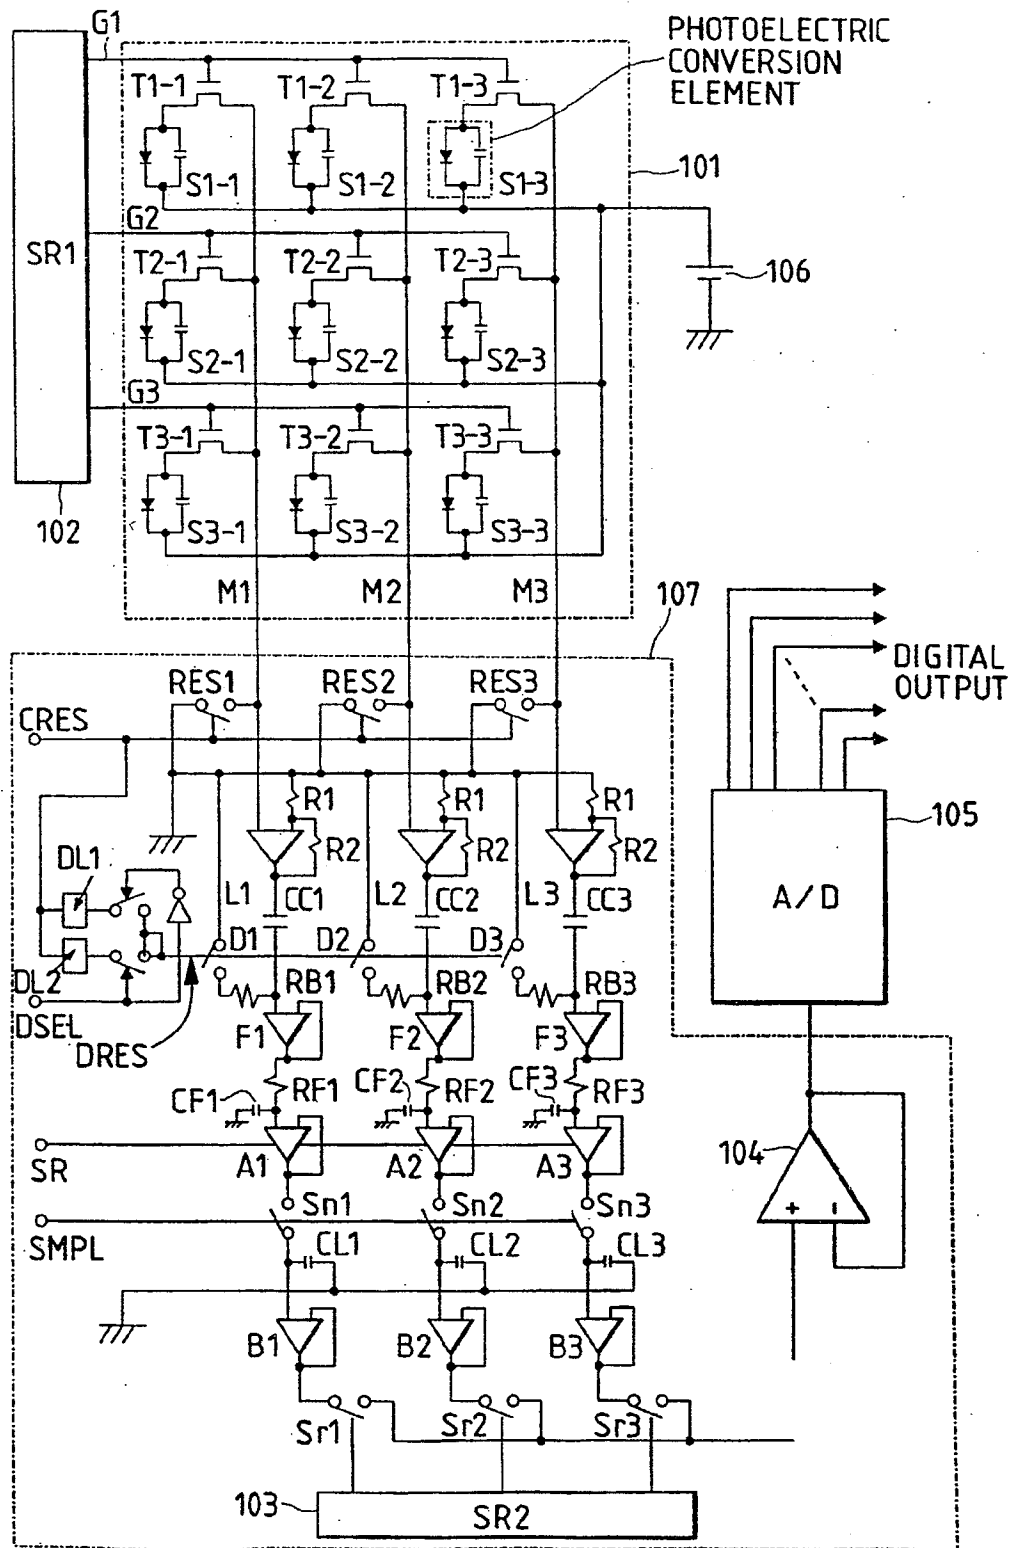 G1
PHOTOELECTRIC
CONVERSION
ELEMENT
T1-1
T1-2
T1-3
101
S1-1
S1-2
S1-3
G2
SR1
T2-1
T2-2
T2-3
106
S2-1
S2-2
S2-3
G3
T3-1
T3-2
T3-3
102
S3-1
S3-2
S3-3
M1
M2
M3
107
DIGITAL
OUTPUT
RES1
RES2
RES3
CRES
R1
R1
R1
105
R2
R2
R2
DL1
A/D
L1
CC1
L2
CC2
L3
CC3
D1
D2
D3
DL2
RB1
RB2
RB3
DSEL
F1
F2
F3
DRES
CF1
RF1
CF2
RF2
CF3
RF3
104
SR
A1
A2
A3
+
-
Sn1
Sn2
Sn3
SMPL
CL1
CL2
CL3
B1
B2
B3
Sr1
Sr2
Sr3
103
SR2